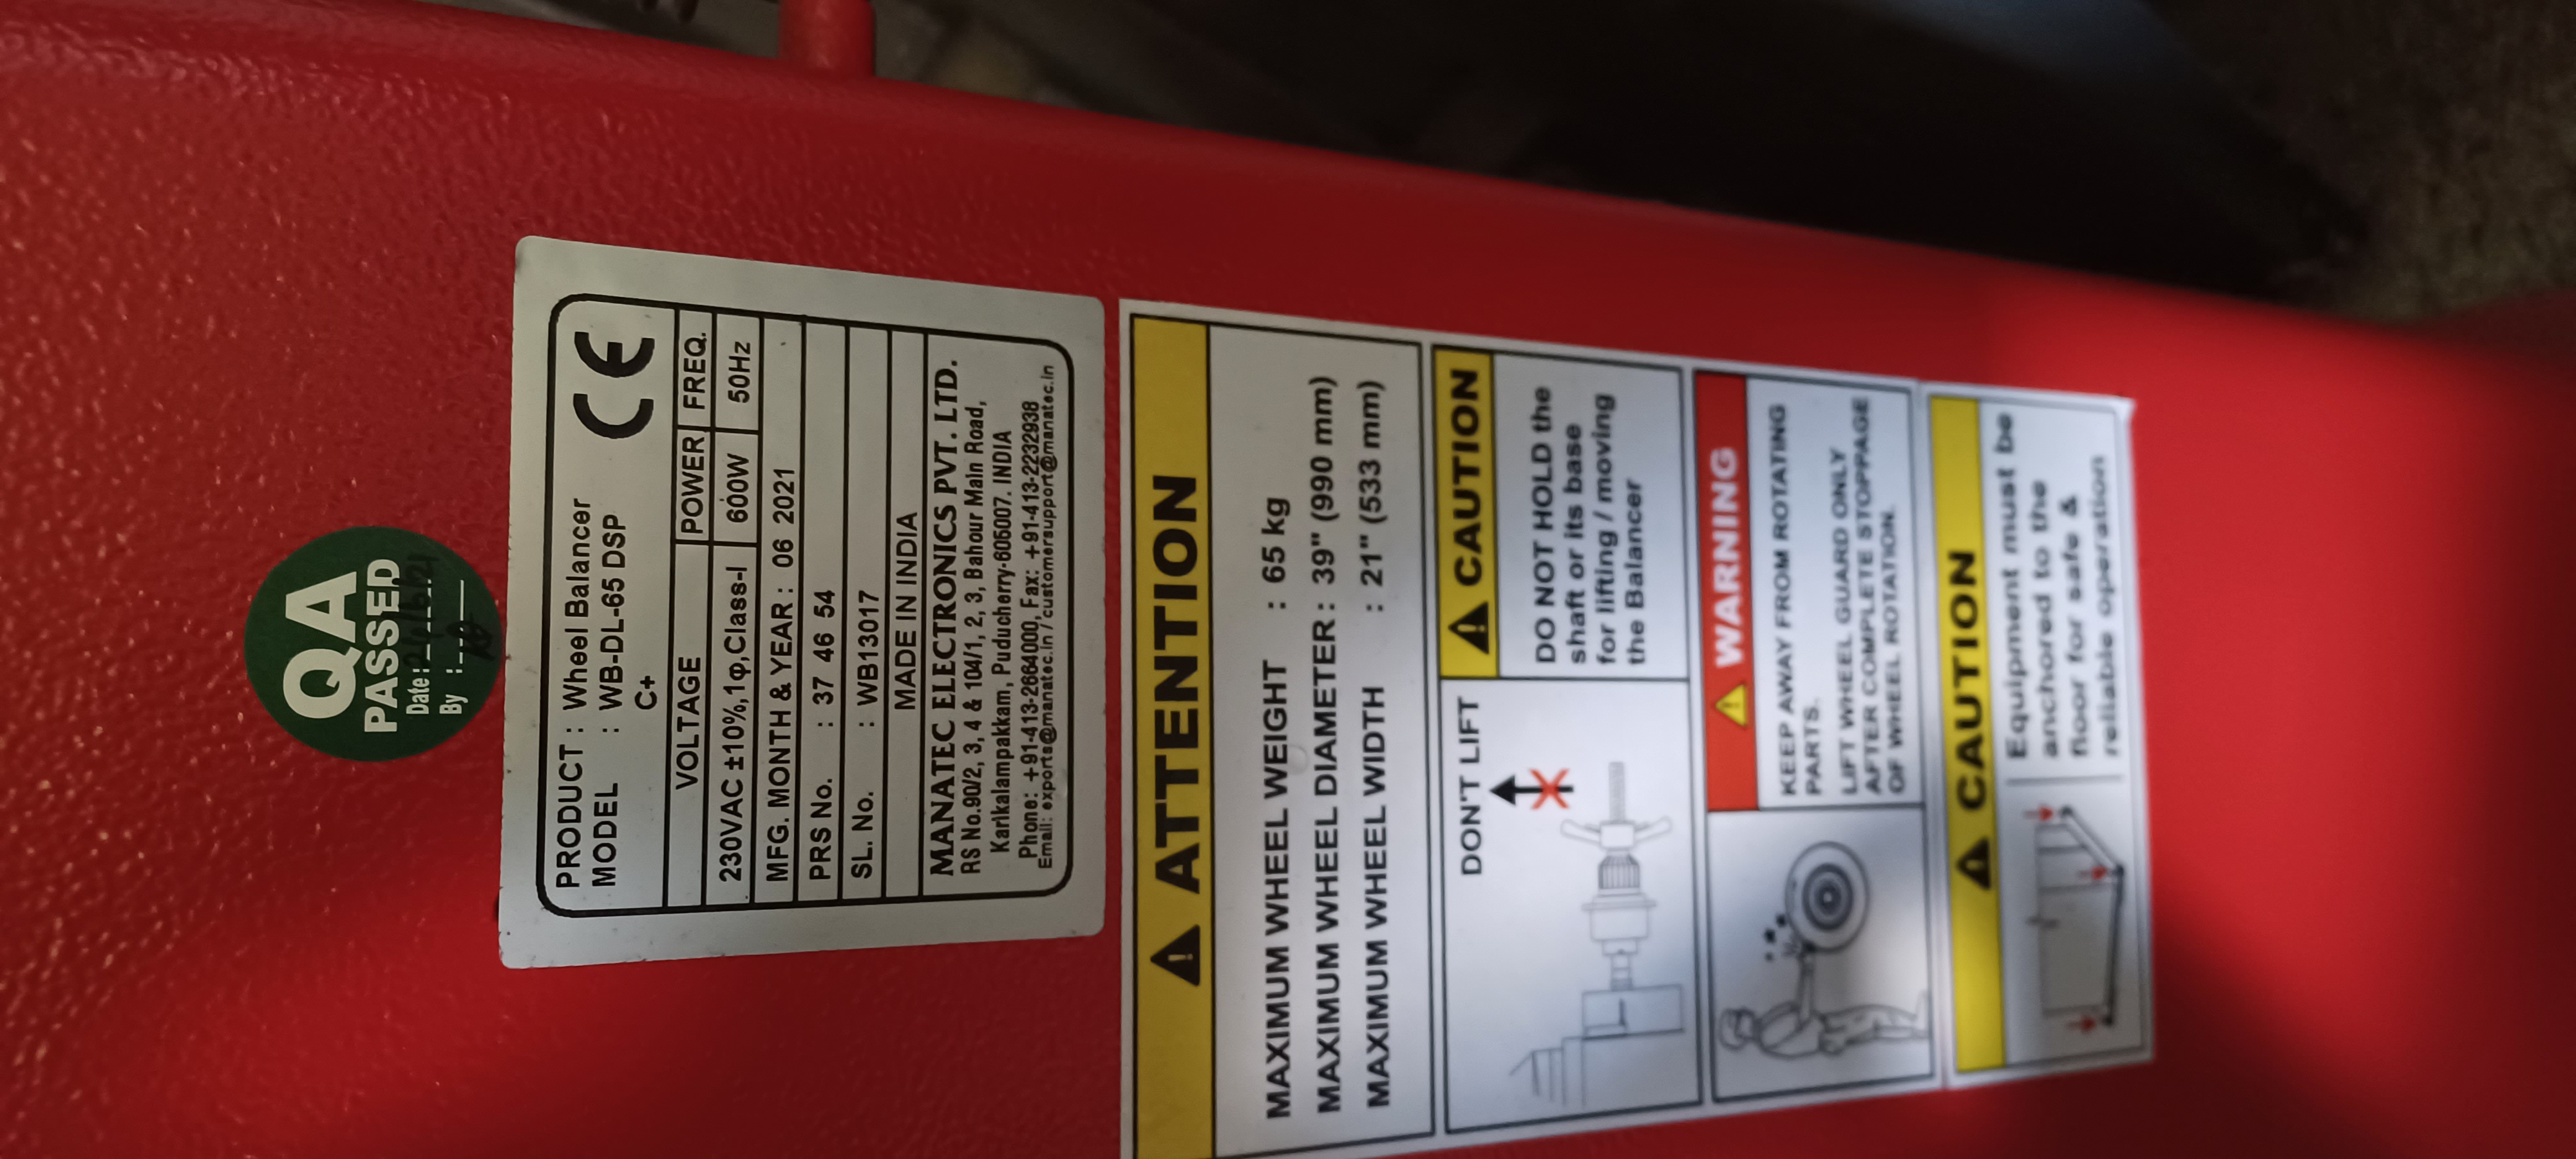 QA
PASSED
Date :
By :
PRODUCT : Wheel Balancer
MODEL : WB-DL-65 DSP
C+
CE
VOLTAGE POWER FREQ.
230VAC ±10%,1φ,Class-I 600W 50Hz
MFG. MONTH & YEAR : 06 2021
PRS No. : 37 46 54
SL. No. : WB13017
MADE IN INDIA
MANATEC ELECTRONICS PVT. LTD.
RS No.90/2, 3, 4 & 104/1, 2, 3, Bahour Main Road,
Karikalampakkam, Puducherry-605007. INDIA
Phone: +91-413-2664000, Fax: +91-413-2232938
Email: exports@manatec.in / customersupport@manatec.in
ATTENTION
MAXIMUM WHEEL WEIGHT : 65 kg
MAXIMUM WHEEL DIAMETER : 39" (990 mm)
MAXIMUM WHEEL WIDTH : 21" (533 mm)
DON'T LIFT
CAUTION
DO NOT HOLD the
shaft or its base
for lifting / moving
the Balancer
WARNING
KEEP AWAY FROM ROTATING
PARTS.
LIFT WHEEL GUARD ONLY
AFTER COMPLETE STOPPAGE
OF WHEEL ROTATION.
CAUTION
Equipment must be
anchored to the
floor for safe &
reliable operation